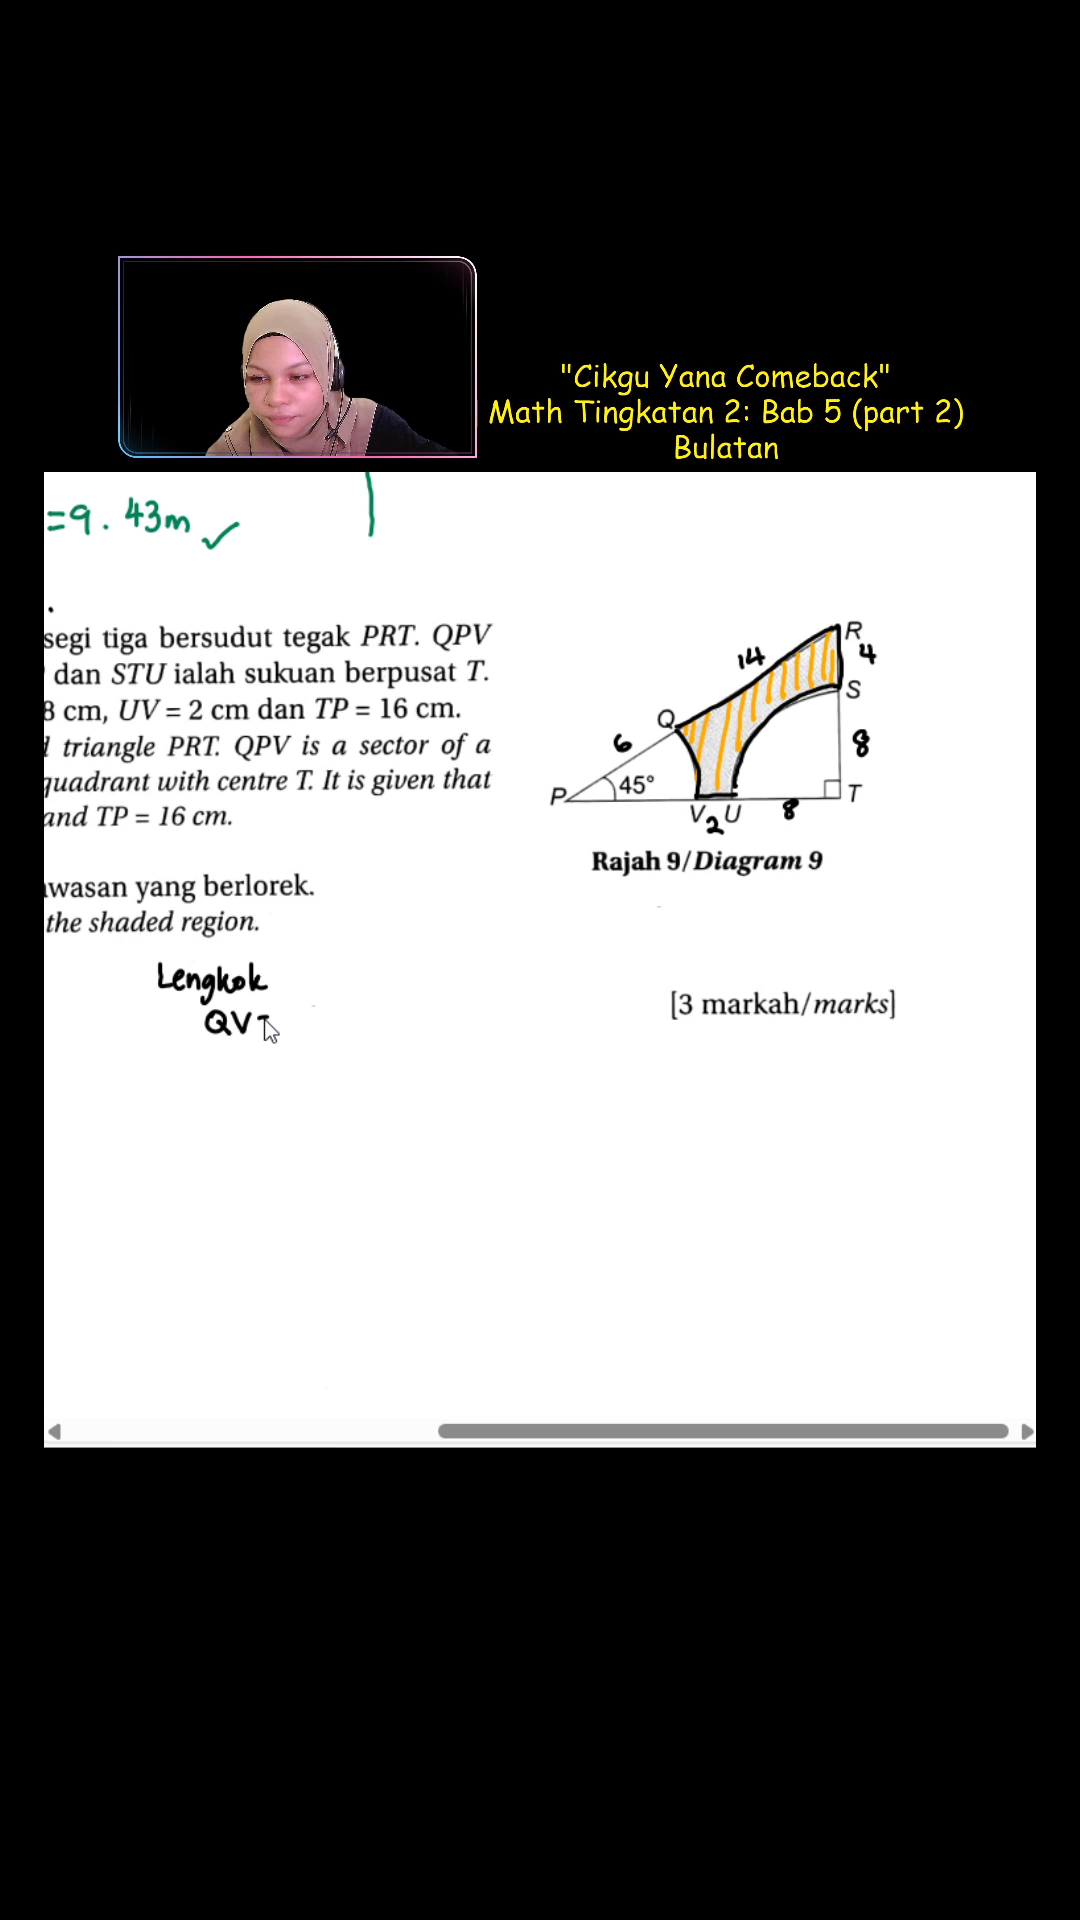 "Cikgu Yana Comeback"
Math Tingkatan 2: Bab 5 (part 2)
Bulatan
=9.43m ✓
segi tiga bersudut tegak PRT. QPV
dan STU ialah sukuan berpusat T.
8 cm, UV = 2 cm dan TP = 16 cm.
triangle PRT. QPV is a sector of a
quadrant with centre T. It is given that
and TP = 16 cm.
R
4
14
S
Q
6
8
45°
P
T
V
2
U
8
Rajah 9/Diagram 9
awasan yang berlorek.
the shaded region.
Lengkok
QV
[3 markah/marks]